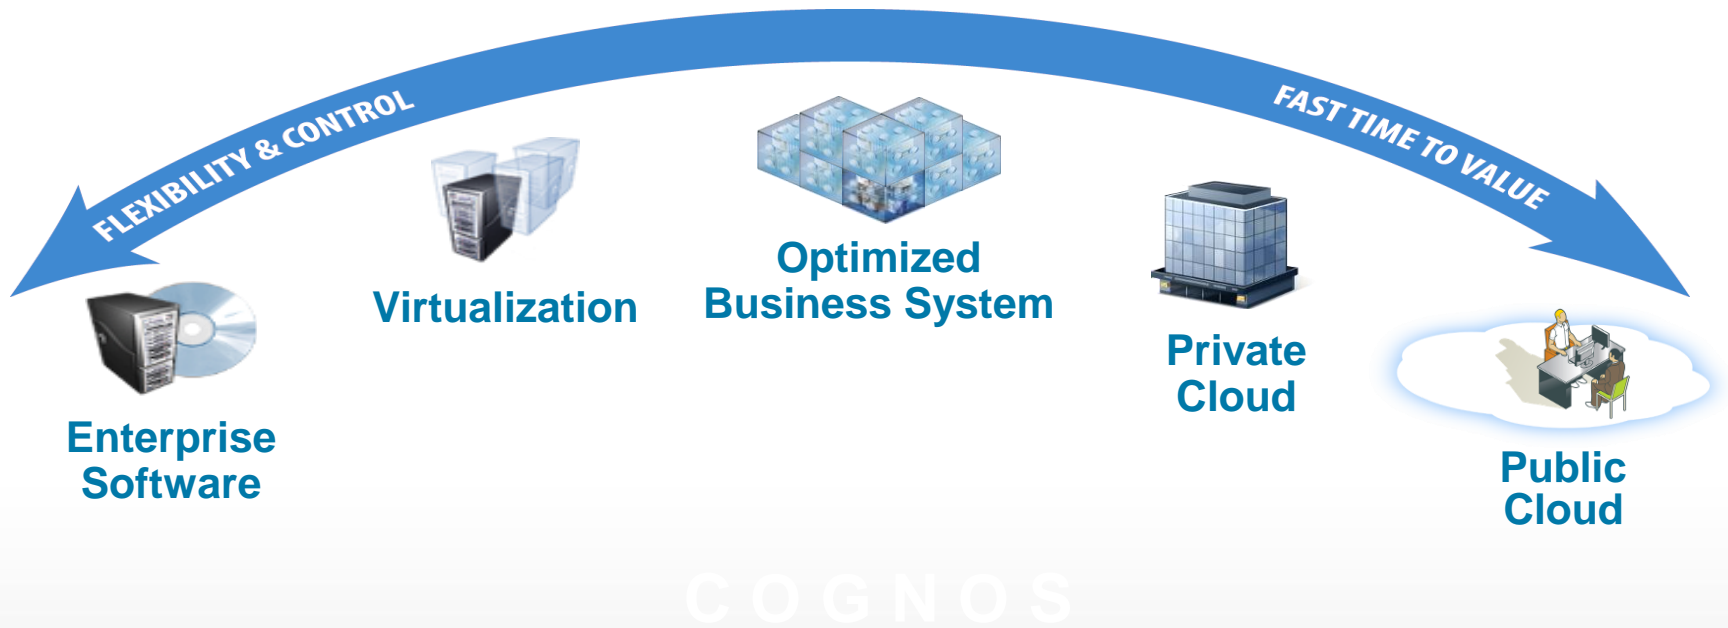 FLEXIBILITY & CONTROL
FAST TIME TO VALUE
Enterprise
Software
Virtualization
Optimized
Business System
Private
Cloud
Public
Cloud
COGNOS